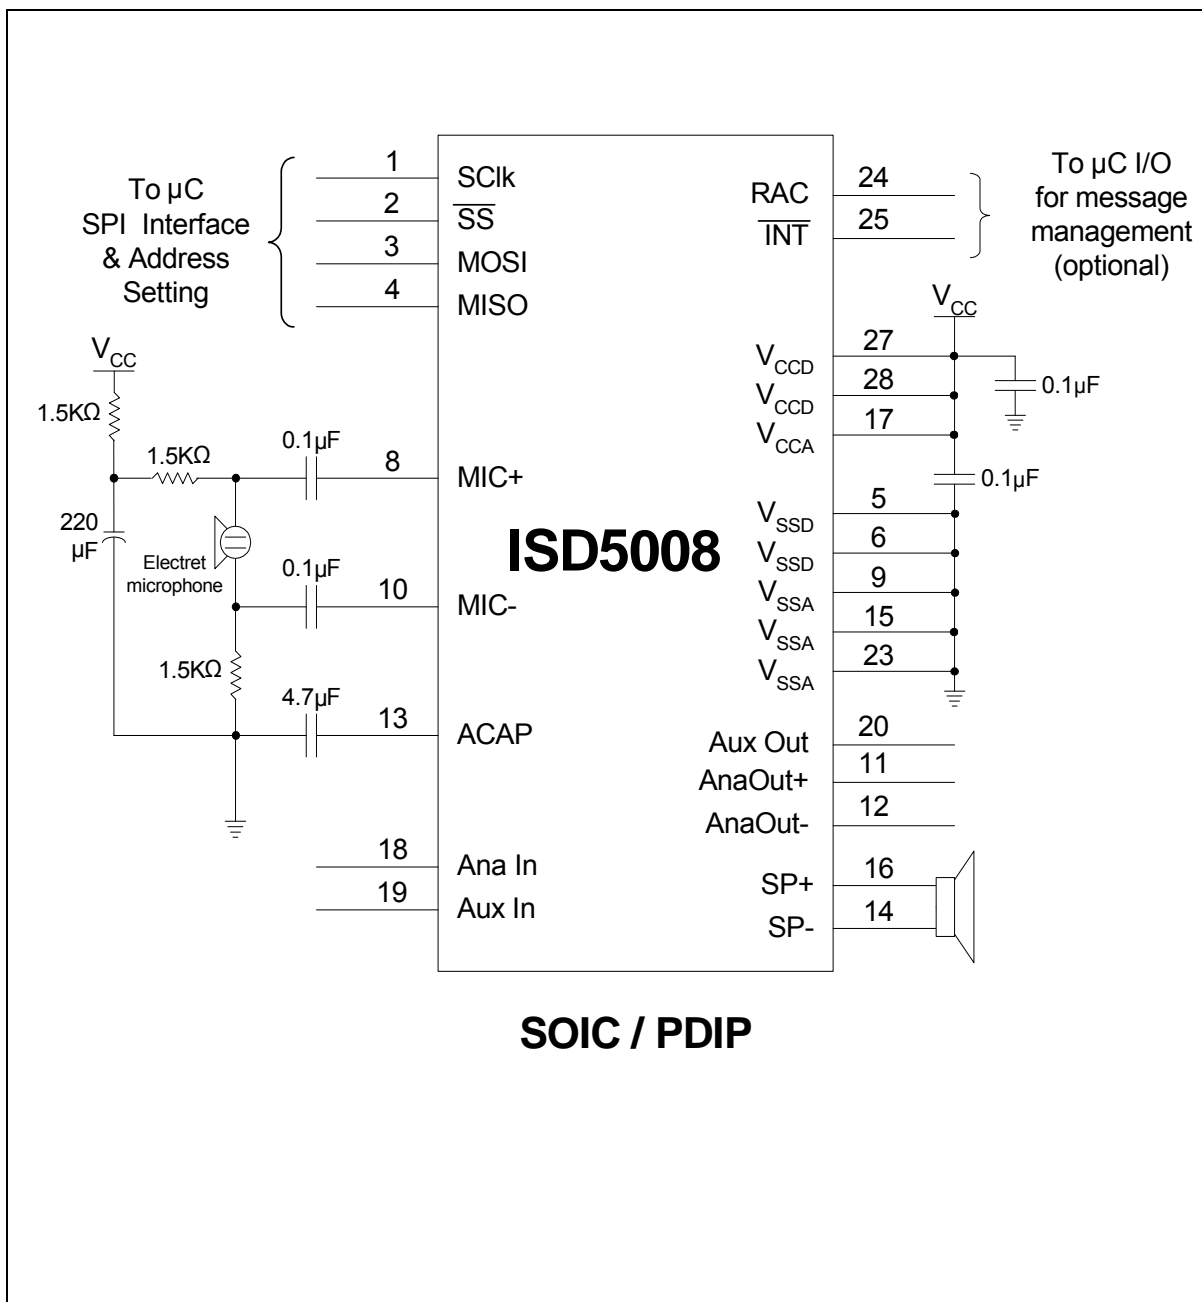 To µC
SPI Interface
& Address
Setting
1
SClk
2
SS
3
MOSI
4
MISO
24
RAC
25
INT
To µC I/O
for message
management
(optional)
VCC
1.5KΩ
1.5KΩ
220
µF
Electret
microphone
1.5KΩ
0.1µF
8
MIC+
0.1µF
10
MIC-
4.7µF
13
ACAP
18
Ana In
19
Aux In
ISD5008
VCC
27
VCCD
28
VCCD
17
VCCA
0.1µF
0.1µF
5
VSSD
6
VSSD
9
VSSA
15
VSSA
23
VSSA
20
Aux Out
11
AnaOut+
12
AnaOut-
16
SP+
14
SP-
SOIC / PDIP